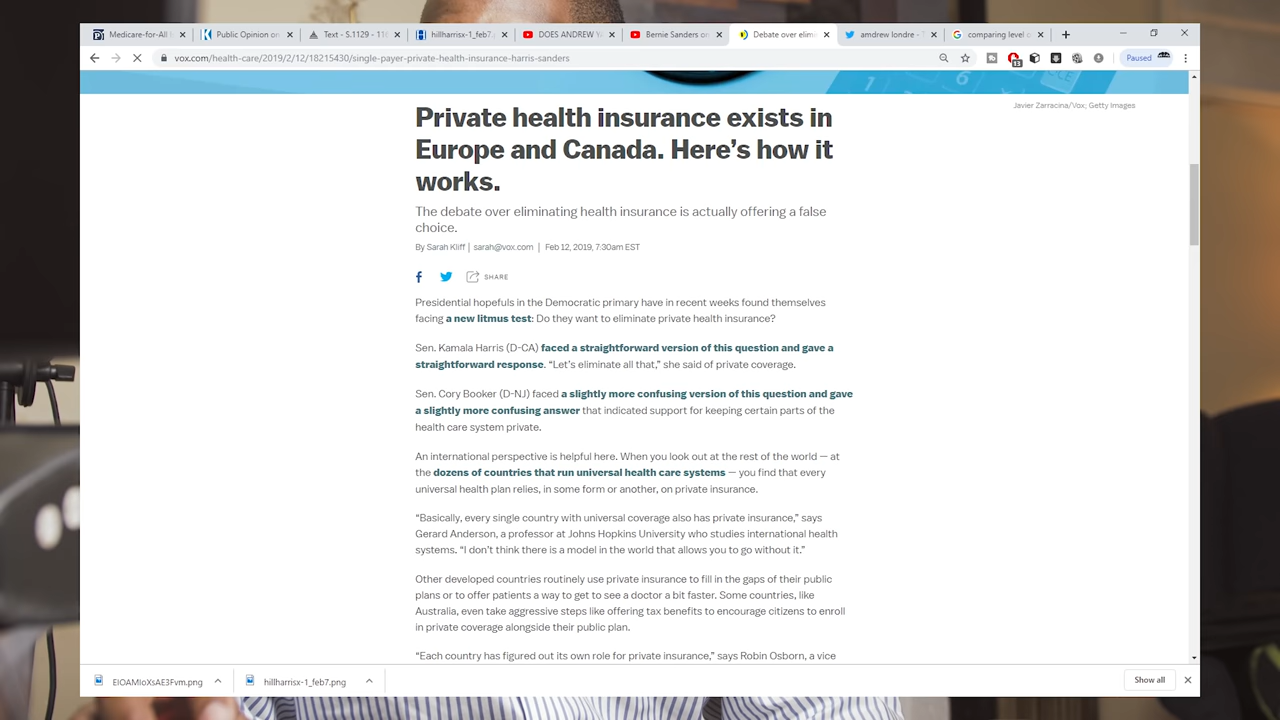 Medicare-for-All
Public Opinion on
Text - S.1129 - 116
hillharrisx-1_feb7.
DOES ANDREW YA
Bernie Sanders on
Debate over elimi
amdrew londre - T
comparing level o
vox.com/health-care/2019/2/12/18215430/single-payer-private-health-insurance-harris-sanders
13
Paused
6
Javier Zarracina/Vox; Getty Images
Private health insurance exists in
Europe and Canada. Here’s how it
works.
The debate over eliminating health insurance is actually offering a false
choice.
By Sarah Kliff | sarah@vox.com | Feb 12, 2019, 7:30am EST
SHARE
Presidential hopefuls in the Democratic primary have in recent weeks found themselves
facing a new litmus test: Do they want to eliminate private health insurance?
Sen. Kamala Harris (D-CA) faced a straightforward version of this question and gave a
straightforward response. “Let’s eliminate all that,” she said of private coverage.
Sen. Cory Booker (D-NJ) faced a slightly more confusing version of this question and gave
a slightly more confusing answer that indicated support for keeping certain parts of the
health care system private.
An international perspective is helpful here. When you look out at the rest of the world — at
the dozens of countries that run universal health care systems — you find that every
universal health plan relies, in some form or another, on private insurance.
“Basically, every single country with universal coverage also has private insurance,” says
Gerard Anderson, a professor at Johns Hopkins University who studies international health
systems. “I don’t think there is a model in the world that allows you to go without it.”
Other developed countries routinely use private insurance to fill in the gaps of their public
plans or to offer patients a way to get to see a doctor a bit faster. Some countries, like
Australia, even take aggressive steps like offering tax benefits to encourage citizens to enroll
in private coverage alongside their public plan.
“Each country has figured out its own role for private insurance,” says Robin Osborn, a vice
EIOAMIoXsAE3Fvm.png
hillharrisx-1_feb7.png
Show all